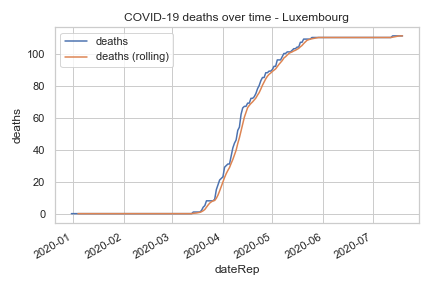 COVID-19 deaths over time - Luxembourg
deaths
deaths (rolling)
100
80
60
40
20
0
deaths
2020-01
2020-02
2020-03
2020-04
2020-05
2020-06
2020-07
dateRep